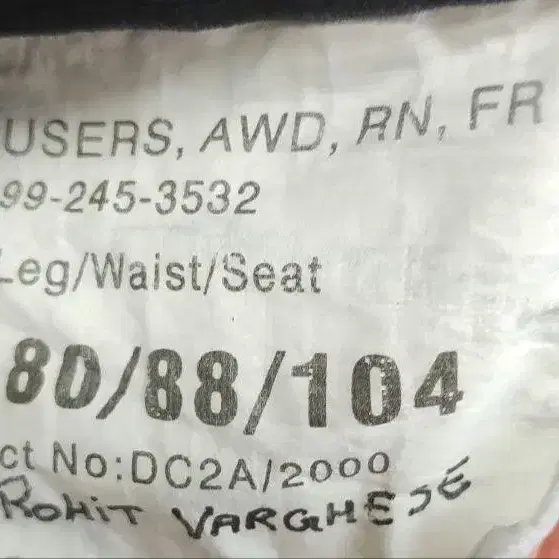 USERS, AWD, RN, FR
99-245-3532
Leg/Waist/Seat
80/88/104
ct No:DC2A/2000
ROHIT VARGHESE